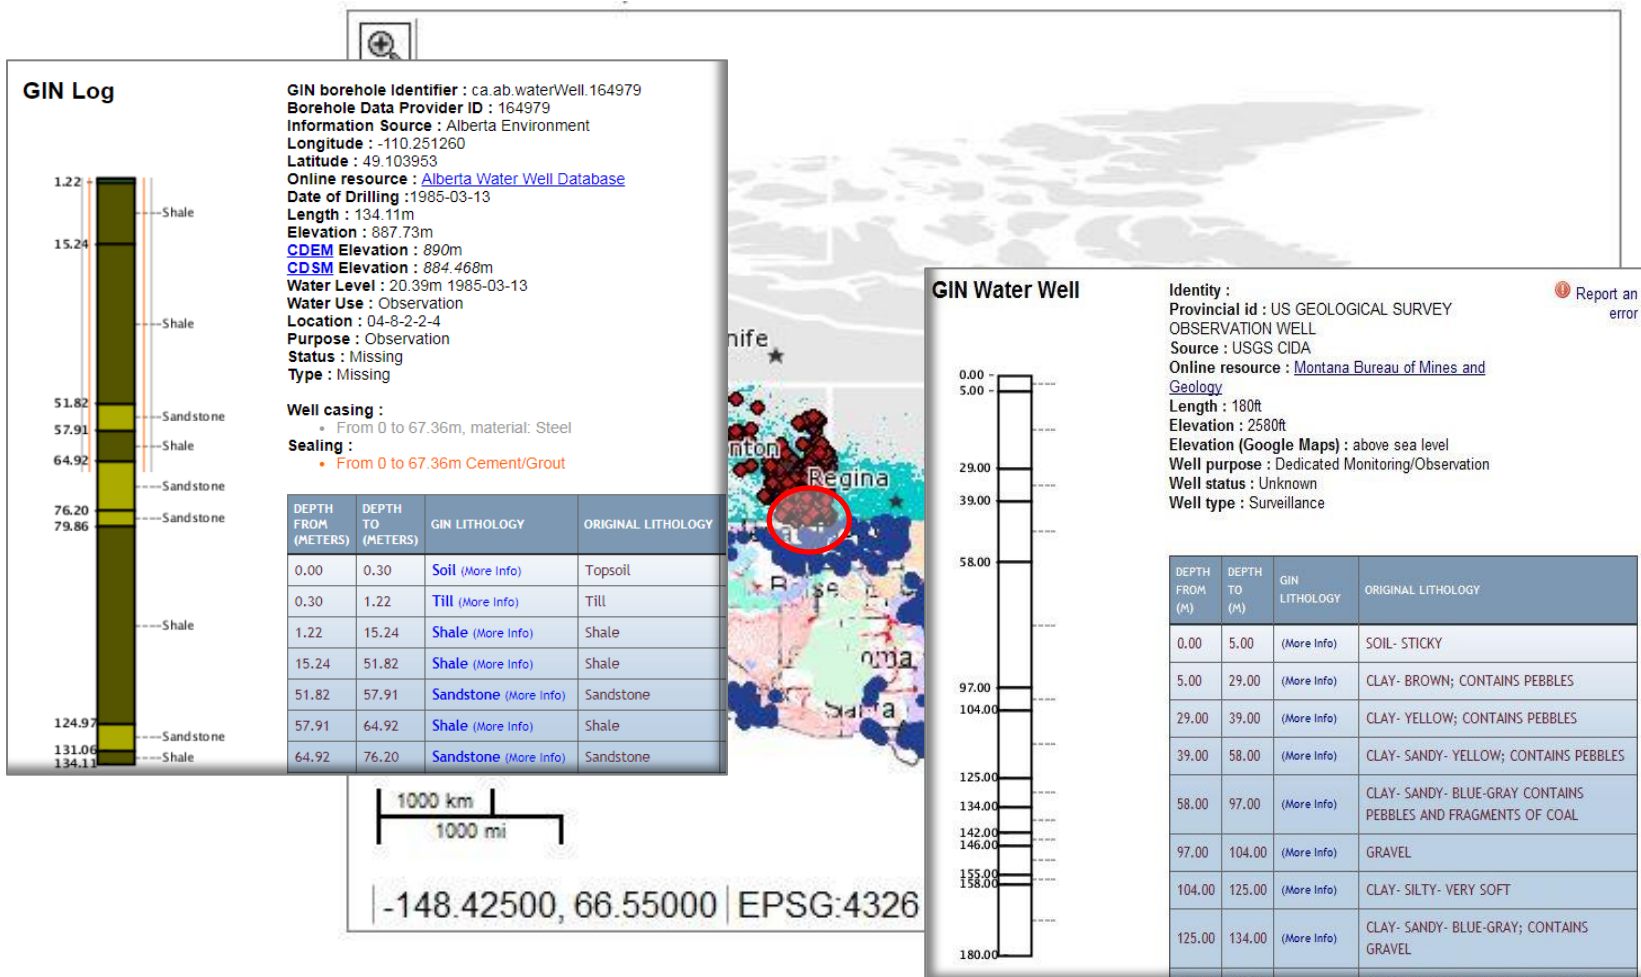 GIN Log
GIN borehole Identifier : ca.ab.waterWell.164979
Borehole Data Provider ID : 164979
Information Source : Alberta Environment
Longitude : -110.251260
Latitude : 49.103953
Online resource : Alberta Water Well Database
Date of Drilling :1985-03-13
Length : 134.11m
Elevation : 887.73m
CDEM Elevation : 890m
CDSM Elevation : 884.468m
Water Level : 20.39m 1985-03-13
Water Use : Observation
Location : 04-8-2-2-4
Purpose : Observation
Status : Missing
Type : Missing
Well casing :
From 0 to 67.36m, material: Steel
Sealing :
From 0 to 67.36m Cement/Grout
1.22
Shale
15.24
Shale
51.82
Sandstone
57.91
Shale
64.92
Sandstone
76.20
Sandstone
79.86
Shale
124.97
Sandstone
131.06
Shale
134.11
DEPTH FROM (METERS) DEPTH TO (METERS) GIN LITHOLOGY ORIGINAL LITHOLOGY
0.00 0.30 Soil (More Info) Topsoil
0.30 1.22 Till (More Info) Till
1.22 15.24 Shale (More Info) Shale
15.24 51.82 Shale (More Info) Shale
51.82 57.91 Sandstone (More Info) Sandstone
57.91 64.92 Shale (More Info) Shale
64.92 76.20 Sandstone (More Info) Sandstone
nife
nton
Regina
Santa
oma
1000 km
1000 mi
-148.42500, 66.55000 EPSG:4326
GIN Water Well
Identity :
Provincial id : US GEOLOGICAL SURVEY
OBSERVATION WELL
Source : USGS CIDA
Online resource : Montana Bureau of Mines and
Geology
Length : 180ft
Elevation : 2580ft
Elevation (Google Maps) : above sea level
Well purpose : Dedicated Monitoring/Observation
Well status : Unknown
Well type : Surveillance
Report an
error
0.00
5.00
29.00
39.00
58.00
97.00
104.00
125.00
134.00
142.00
146.00
155.00
158.00
180.00
DEPTH FROM (M) DEPTH TO (M) GIN LITHOLOGY ORIGINAL LITHOLOGY
0.00 5.00 (More Info) SOIL- STICKY
5.00 29.00 (More Info) CLAY- BROWN; CONTAINS PEBBLES
29.00 39.00 (More Info) CLAY- YELLOW; CONTAINS PEBBLES
39.00 58.00 (More Info) CLAY- SANDY- YELLOW; CONTAINS PEBBLES
58.00 97.00 (More Info) CLAY- SANDY- BLUE-GRAY CONTAINS
PEBBLES AND FRAGMENTS OF COAL
97.00 104.00 (More Info) GRAVEL
104.00 125.00 (More Info) CLAY- SILTY- VERY SOFT
125.00 134.00 (More Info) CLAY- SANDY- BLUE-GRAY; CONTAINS
GRAVEL